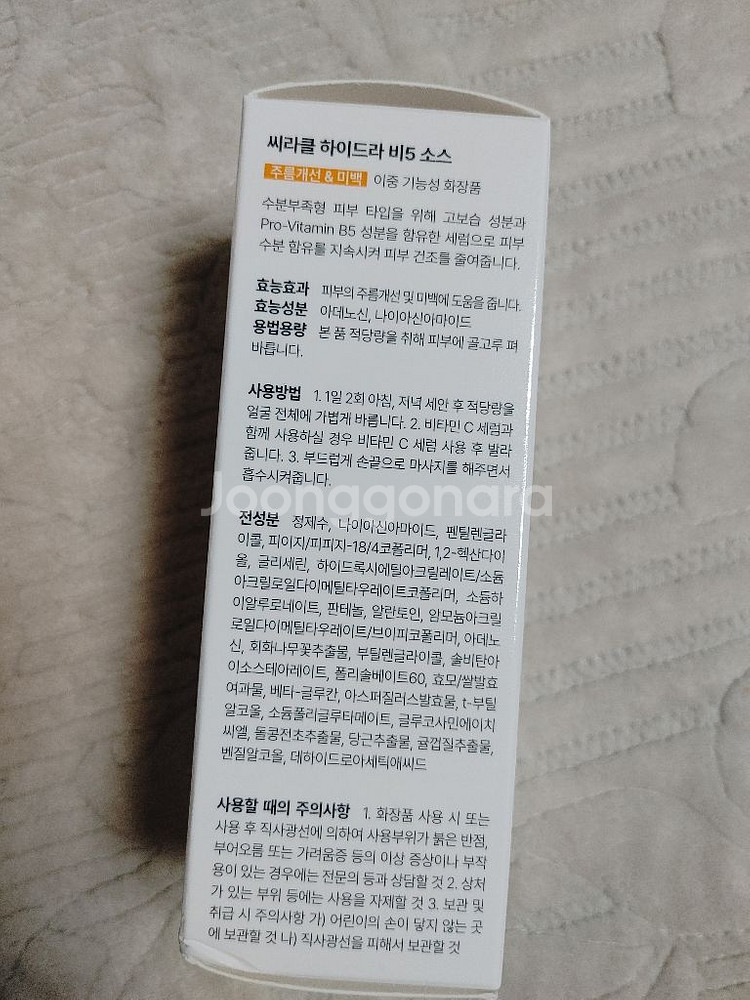 씨라클 하이드라 비5 소스
주름개선 & 미백 이중 기능성 화장품
수분부족형 피부 타입을 위해 고보습 성분과
Pro-Vitamin B5 성분을 함유한 세럼으로 피부
수분 함유를 지속시켜 피부 건조를 줄여줍니다.
효능효과 피부의 주름개선 및 미백에 도움을 줍니다.
효능성분 아데노신, 나이아신아마이드
용법용량 본 품 적당량을 취해 피부에 골고루 펴
바릅니다.
사용방법 1. 1일 2회 아침, 저녁 세안 후 적당량을
얼굴 전체에 가볍게 바릅니다. 2. 비타민 C 세럼과
함께 사용하실 경우 비타민 C 세럼 사용 후 발라
줍니다. 3. 부드럽게 손끝으로 마사지를 해주면서
흡수시켜줍니다.
Joonggonara
전성분 정제수, 나이아신아마이드, 펜틸렌글라
이콜, 피이지/피피지-18/4코폴리머, 1,2-헥산다이
올, 글리세린, 하이드록시에틸아크릴레이트/소듐
아크릴로일다이메틸타우레이트코폴리머, 소듐하
이알루로네이트, 판테놀, 알란토인, 암모늄아크릴
로일다이메틸타우레이트/브이피코폴리머, 아데노
신, 회화나무꽃추출물, 부틸렌글라이콜, 솔비탄아
이소스테아레이트, 폴리솔베이트60, 효모/쌀발효
여과물, 베타-글루칸, 아스퍼질러스발효물, t-부틸
알코올, 소듐폴리글루타메이트, 글루코사민에이치
씨엘, 돌콩전초추출물, 당근추출물, 귤껍질추출물,
벤질알코올, 데하이드로아세틱애씨드
사용할 때의 주의사항 1. 화장품 사용 시 또는
사용 후 직사광선에 의하여 사용부위가 붉은 반점,
부어오름 또는 가려움증 등의 이상 증상이나 부작
용이 있는 경우에는 전문의 등과 상담할 것 2. 상처
가 있는 부위 등에는 사용을 자제할 것 3. 보관 및
취급 시 주의사항 가) 어린이의 손이 닿지 않는 곳
에 보관할 것 나) 직사광선을 피해서 보관할 것